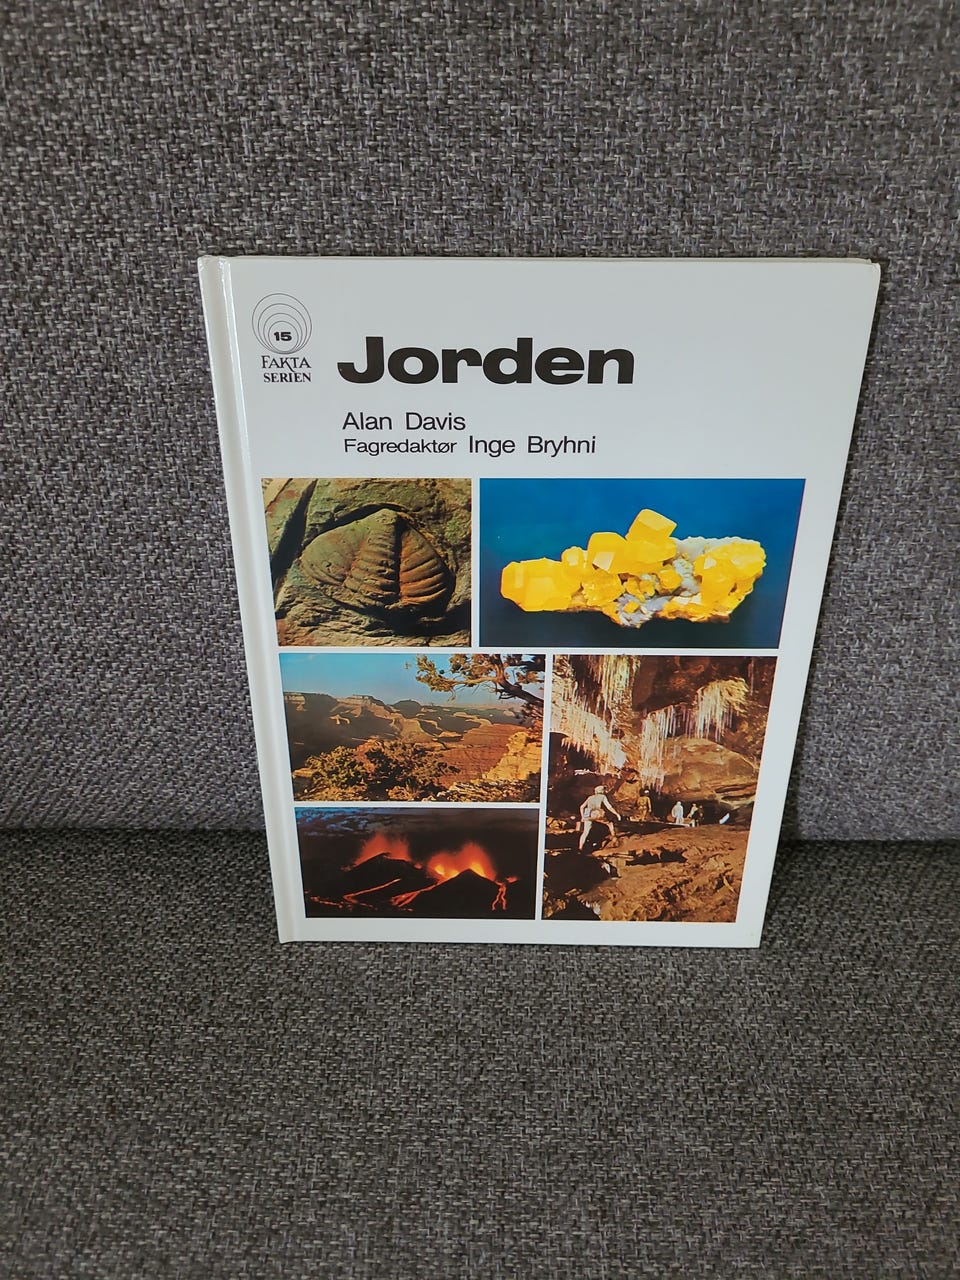 15
FAKTA
SERIEN
Jorden
Alan Davis
Fagredaktør Inge Bryhni